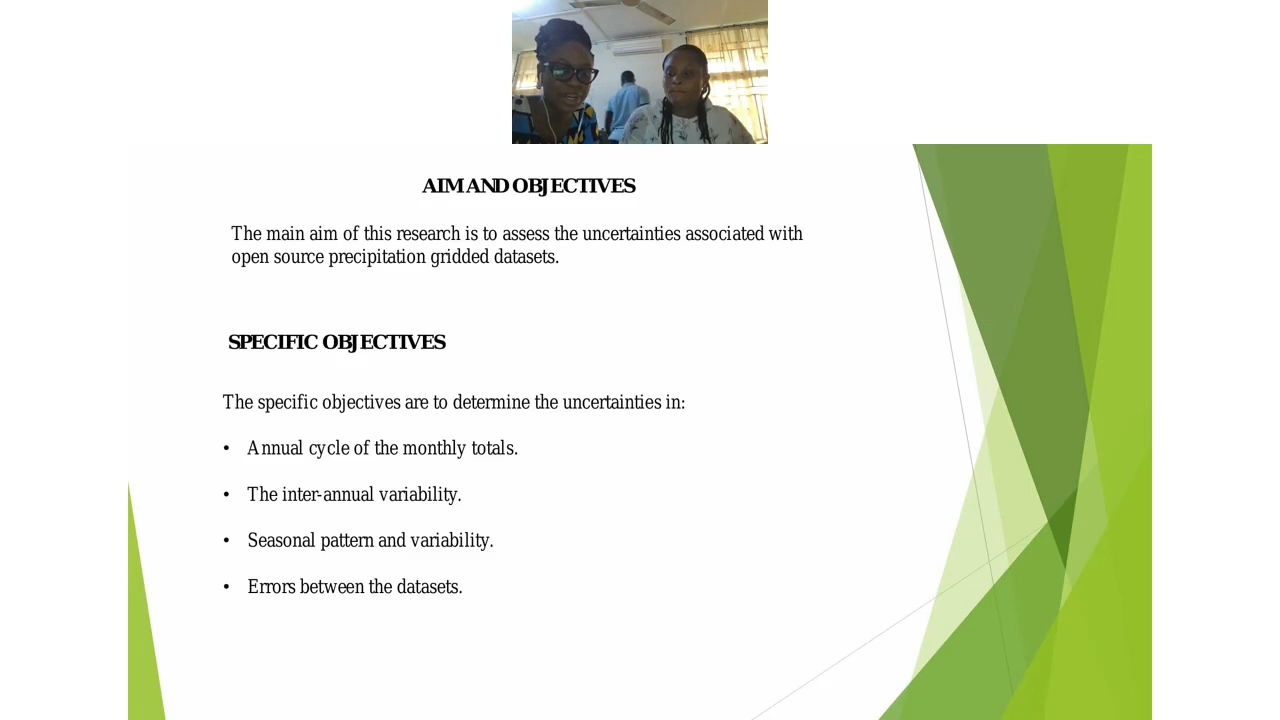 AIM AND OBJECTIVES
The main aim of this research is to assess the uncertainties associated with
open source precipitation gridded datasets.
SPECIFIC OBJECTIVES
The specific objectives are to determine the uncertainties in:
• Annual cycle of the monthly totals.
• The inter-annual variability.
• Seasonal pattern and variability.
• Errors between the datasets.